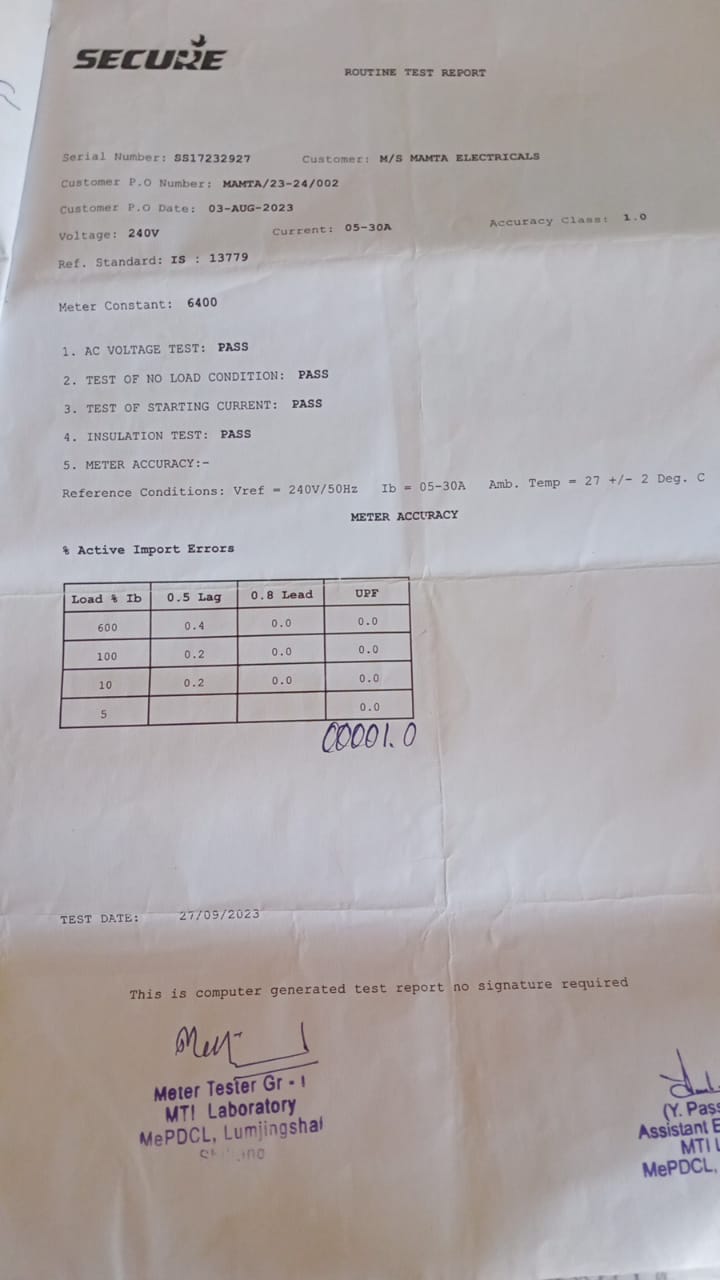 SECURE
ROUTINE TEST REPORT
Serial Number: SS17232927 Customer: M/S MAMTA ELECTRICALS
Customer P.O Number: MAMTA/23-24/002
Customer P.O Date: 03-AUG-2023
Voltage: 240V Current: 05-30A Accuracy Class: 1.0
Ref. Standard: IS : 13779
Meter Constant: 6400
1. AC VOLTAGE TEST: PASS
2. TEST OF NO LOAD CONDITION: PASS
3. TEST OF STARTING CURRENT: PASS
4. INSULATION TEST: PASS
5. METER ACCURACY:-
Reference Conditions: Vref = 240V/50Hz Ib = 05-30A Amb. Temp = 27 +/- 2 Deg. C
METER ACCURACY
% Active Import Errors
Load % Ib 0.5 Lag 0.8 Lead UPF
600 0.4 0.0 0.0
100 0.2 0.0 0.0
10 0.2 0.0 0.0
5 0.0
00001.0
TEST DATE: 27/09/2023
This is computer generated test report no signature required
Meter Tester Gr - I
MTI Laboratory
MePDCL, Lumjingshai
(Y. Pass
Assistant E
MTI L
MePDCL,